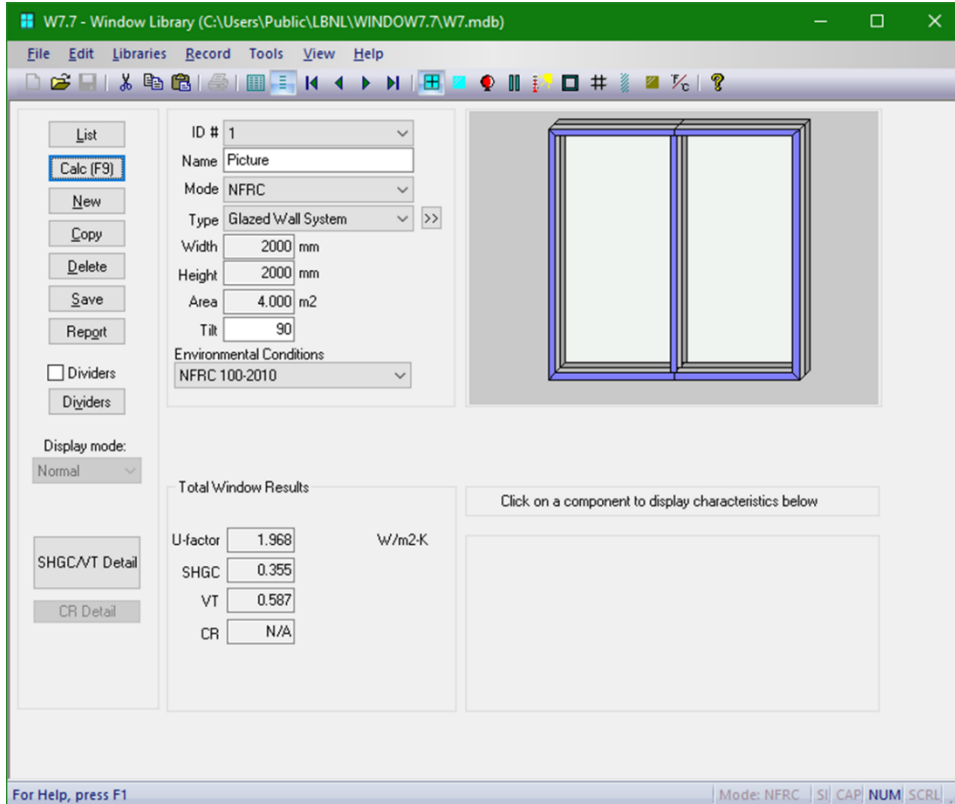 W7.7 - Window Library (C:\Users\Public\LBNL\WINDOW7.7\W7.mdb)
File Edit Libraries Record Tools View Help
List
Calc (F9)
New
Copy
Delete
Save
Report
Dividers
Dividers
Display mode:
Normal
SHGC/VT Detail
CR Detail
ID # 1
Name Picture
Mode NFRC
Type Glazed Wall System >>
Width 2000 mm
Height 2000 mm
Area 4.000 m2
Tilt 90
Environmental Conditions
NFRC 100-2010
Total Window Results
U-factor 1.968 W/m2-K
SHGC 0.355
VT 0.587
CR N/A
Click on a component to display characteristics below
For Help, press F1
Mode: NFRC SI CAP NUM SCRL